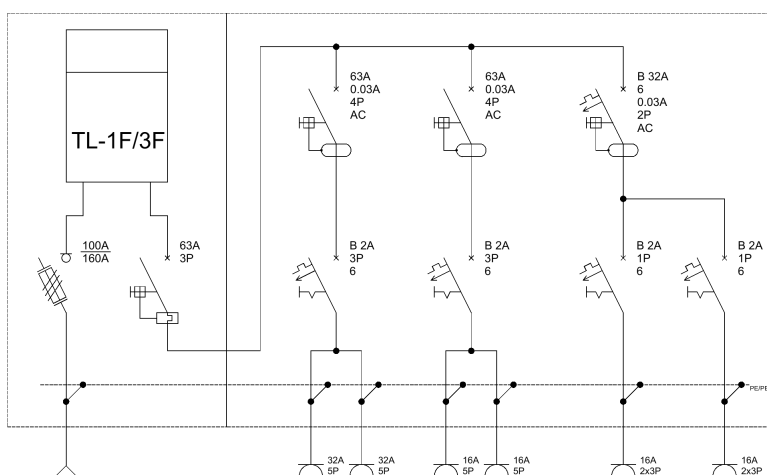 63A
0.03A
4P
AC
63A
0.03A
4P
AC
B 32A
6
0.03A
2P
AC
TL-1F/3F
100A
160A
63A
3P
B 2A
3P
6
B 2A
3P
6
B 2A
1P
6
B 2A
1P
6
PE/PE
32A
5P
32A
5P
16A
5P
16A
5P
16A
2x3P
16A
2x3P